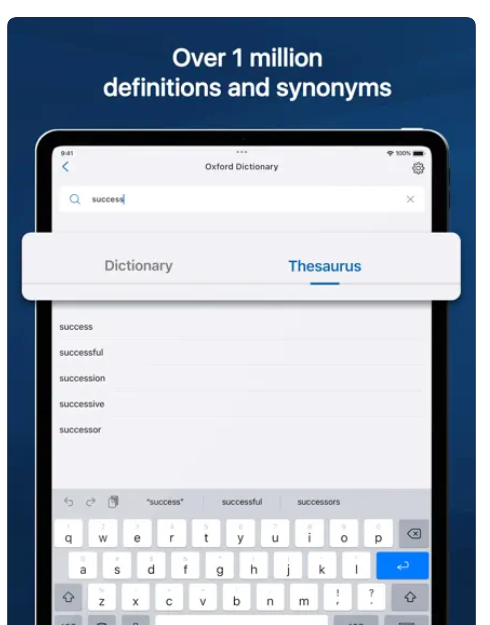 Over 1 million
definitions and synonyms
9:41
100%
Oxford Dictionary
success
Dictionary Thesaurus
success
successful
succession
successive
successor
"success" successful successors
q w e r t y u i o p
a s d f g h j k l
z x c v b n m ! , ? .